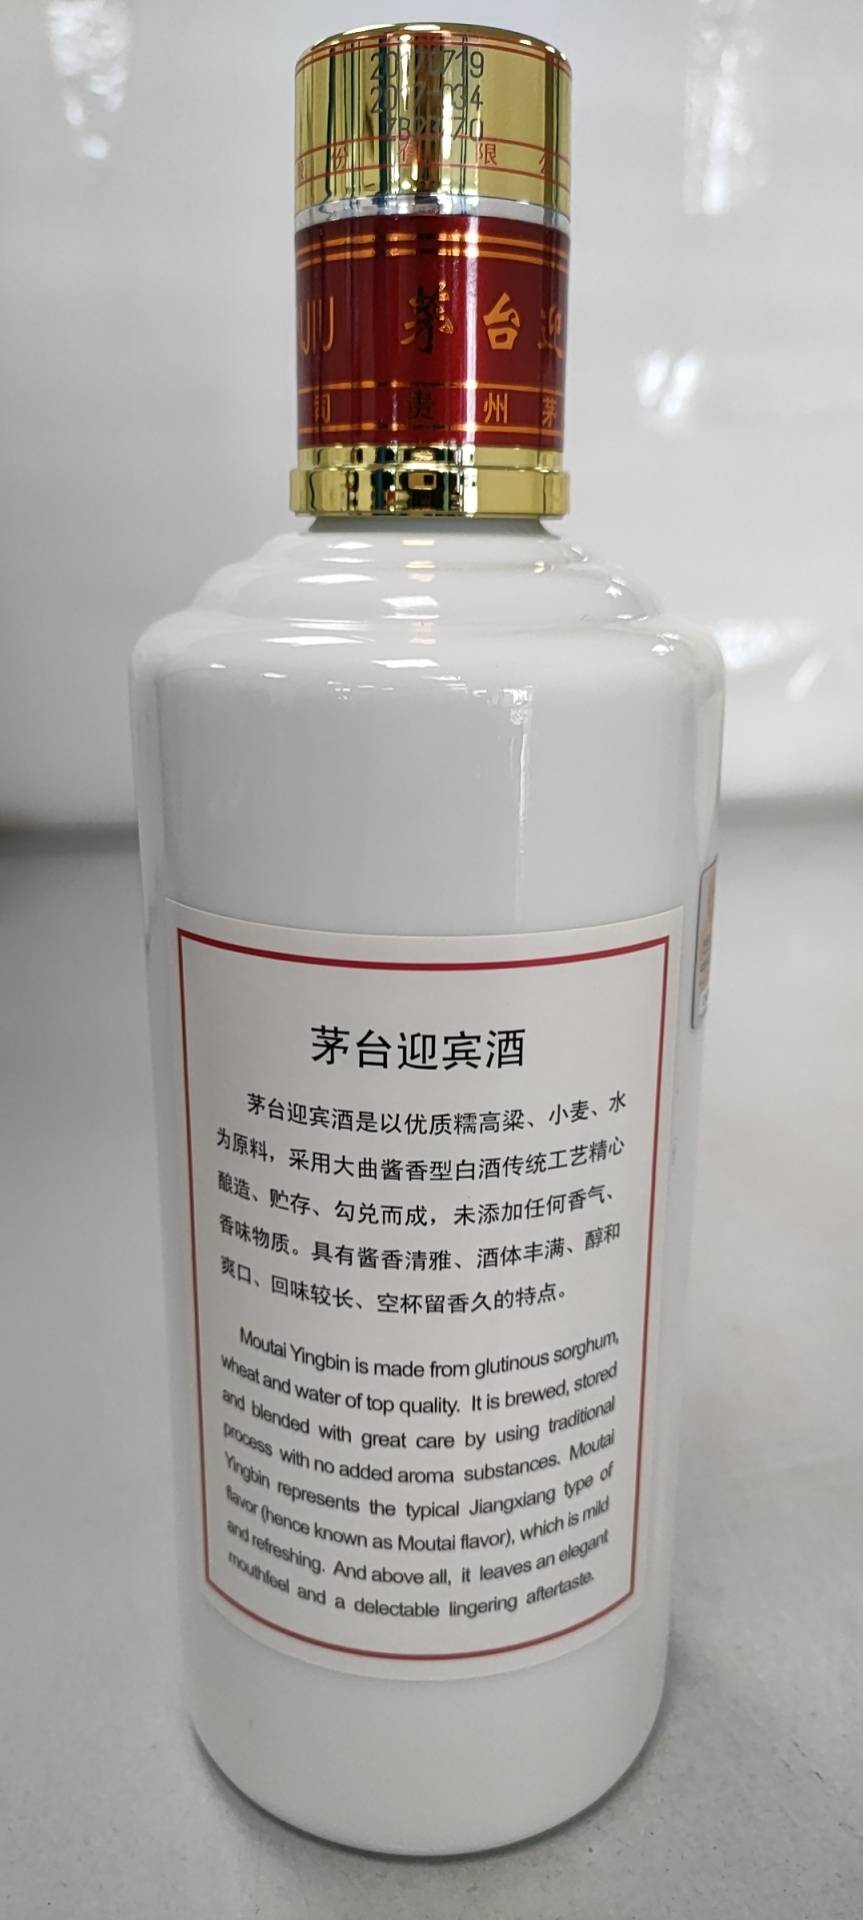 20170719
份有限公
JIU 茅台迎
司 贵州茅
茅台迎宾酒
茅台迎宾酒是以优质糯高粱、小麦、水
为原料，采用大曲酱香型白酒传统工艺精心
酿造、贮存、勾兑而成，未添加任何香气、
香味物质。具有酱香清雅、酒体丰满、醇和
爽口、回味较长、空杯留香久的特点。
Moutai Yingbin is made from glutinous sorghum,
wheat and water of top quality. It is brewed, stored
and blended with great care by using traditional
process with no added aroma substances. Moutai
Yingbin represents the typical Jiangxiang type of
flavor (hence known as Moutai flavor), which is mild
and refreshing. And above all, it leaves an elegant
mouthfeel and a delectable lingering aftertaste.